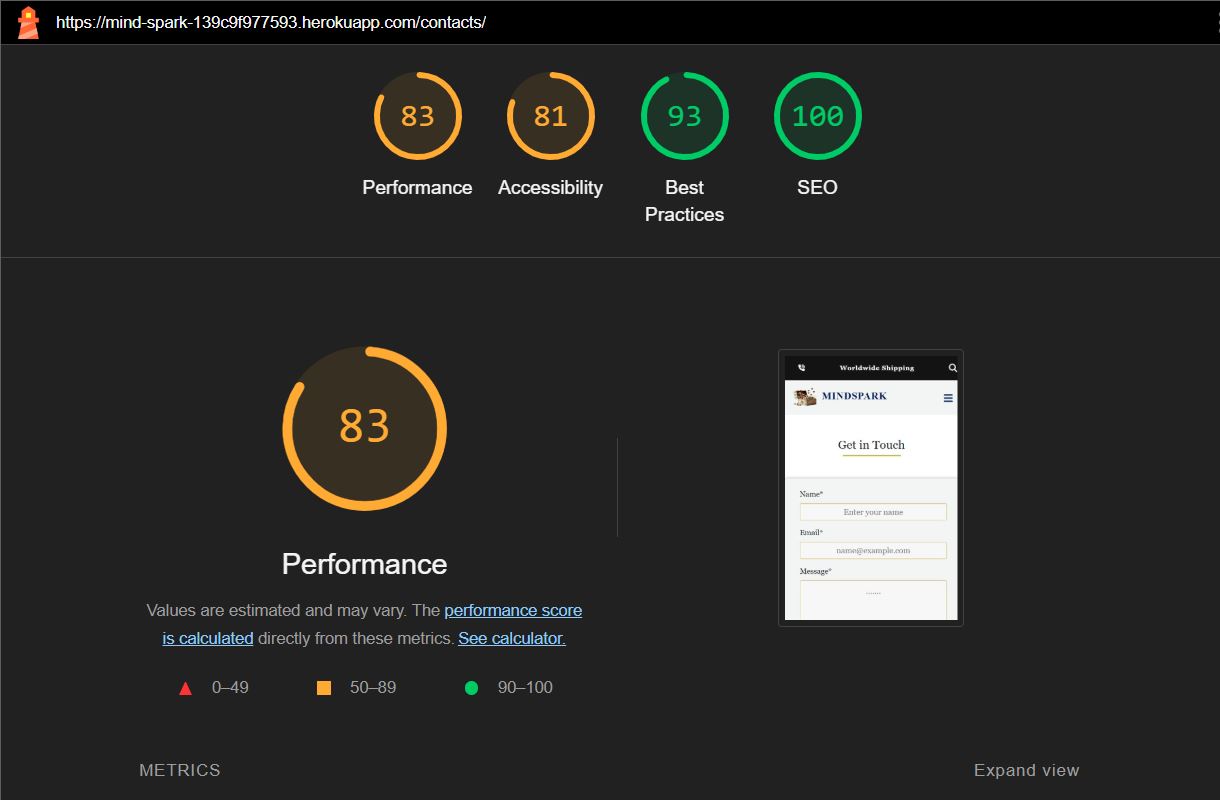 https://mind-spark-139c9f977593.herokuapp.com/contacts/
83
81
93
100
Performance
Accessibility
Best
Practices
SEO
83
Performance
Values are estimated and may vary. The performance score
is calculated directly from these metrics. See calculator.
0–49
50–89
90–100
Worldwide Shipping
MINDSPARK
Get in Touch
Name*
Enter your name
Email*
name@example.com
Message*
.......
METRICS
Expand view